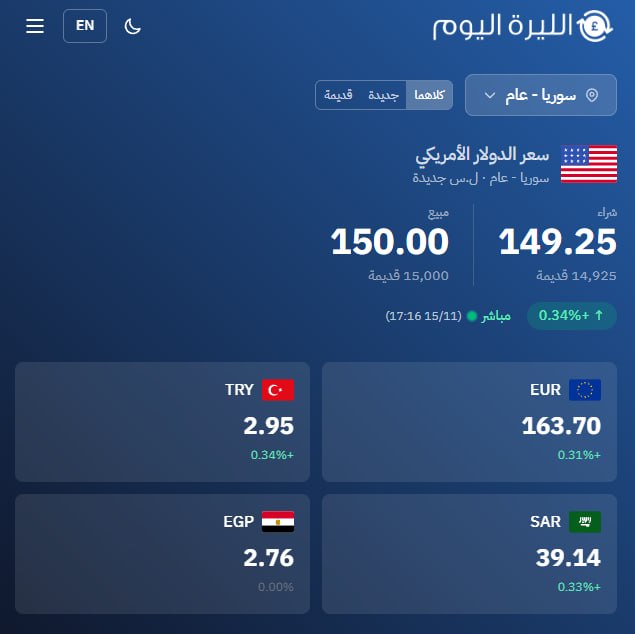 الليرة اليوم
EN
سوريا - عام
كلاهما جديدة قديمة
سعر الدولار الأمريكي
سوريا - عام · ل.س جديدة
شراء
149.25
14,925 قديمة
مبيع
150.00
15,000 قديمة
↑ +0.34%
مباشر (17:16 15/11)
EUR
163.70
+0.31%
TRY
2.95
+0.34%
SAR
39.14
+0.33%
EGP
2.76
0.00%